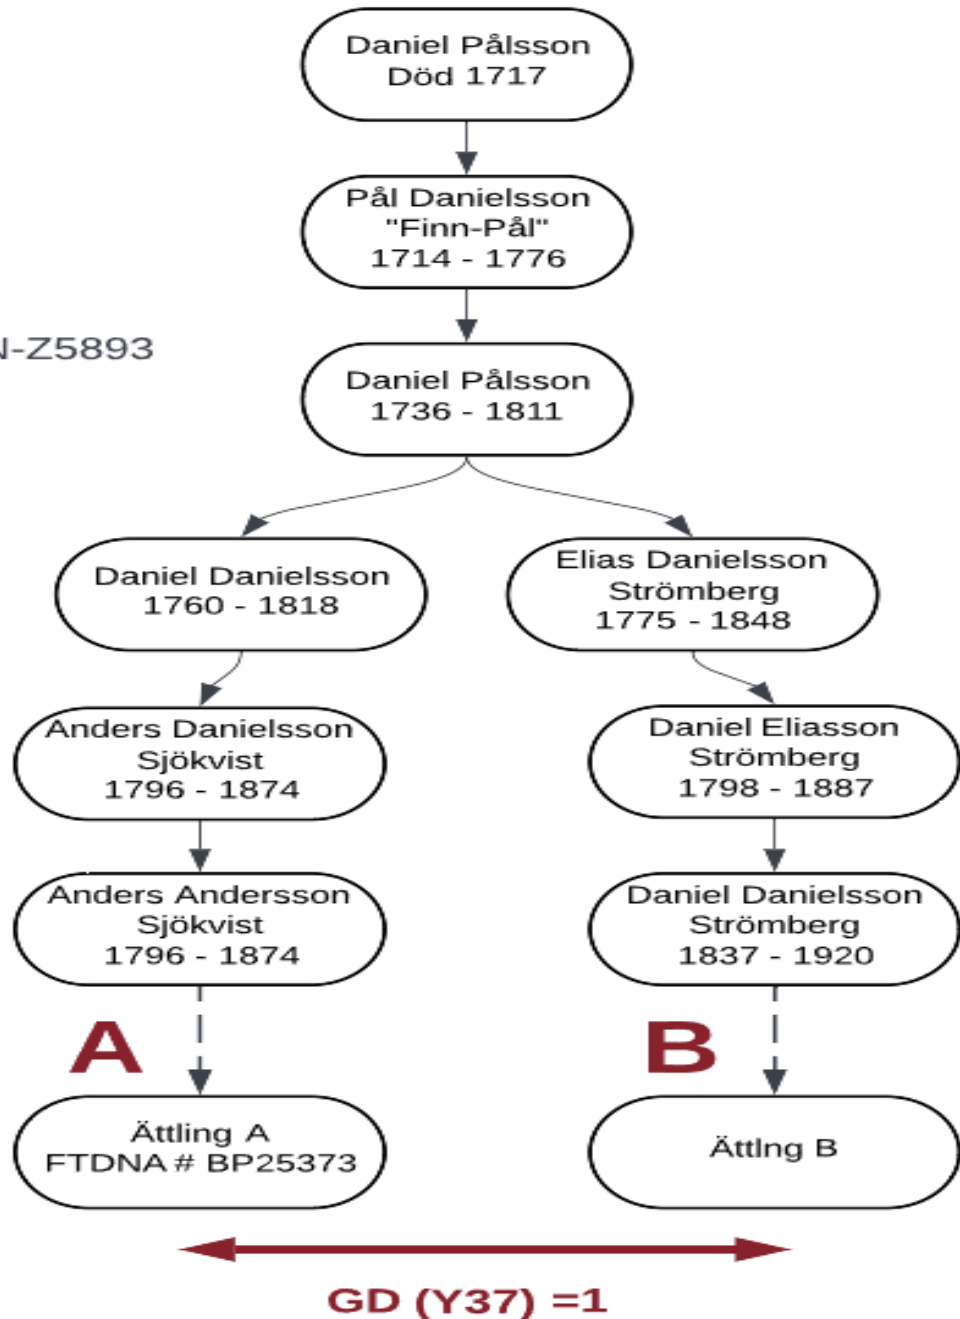 Daniel Pålsson
Död 1717
Pål Danielsson
"Finn-Pål"
1714 - 1776
N-Z5893
Daniel Pålsson
1736 - 1811
Daniel Danielsson
1760 - 1818
Elias Danielsson
Strömberg
1775 - 1848
Anders Danielsson
Sjökvist
1796 - 1874
Daniel Eliasson
Strömberg
1798 - 1887
Anders Andersson
Sjökvist
1796 - 1874
Daniel Danielsson
Strömberg
1837 - 1920
A
B
Ättling A
FTDNA # BP25373
Ättlng B
GD (Y37) =1